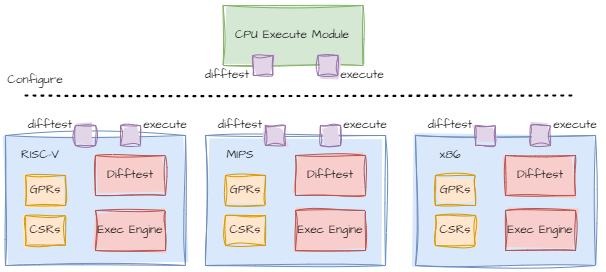 CPU Execute Module
difftest
execute
Configure
difftest
execute
difftest
execute
difftest
execute
RISC-V
Difftest
GPRs
CSRs
Exec Engine
MIPS
Difftest
GPRs
CSRs
Exec Engine
x86
Difftest
GPRs
CSRs
Exec Engine